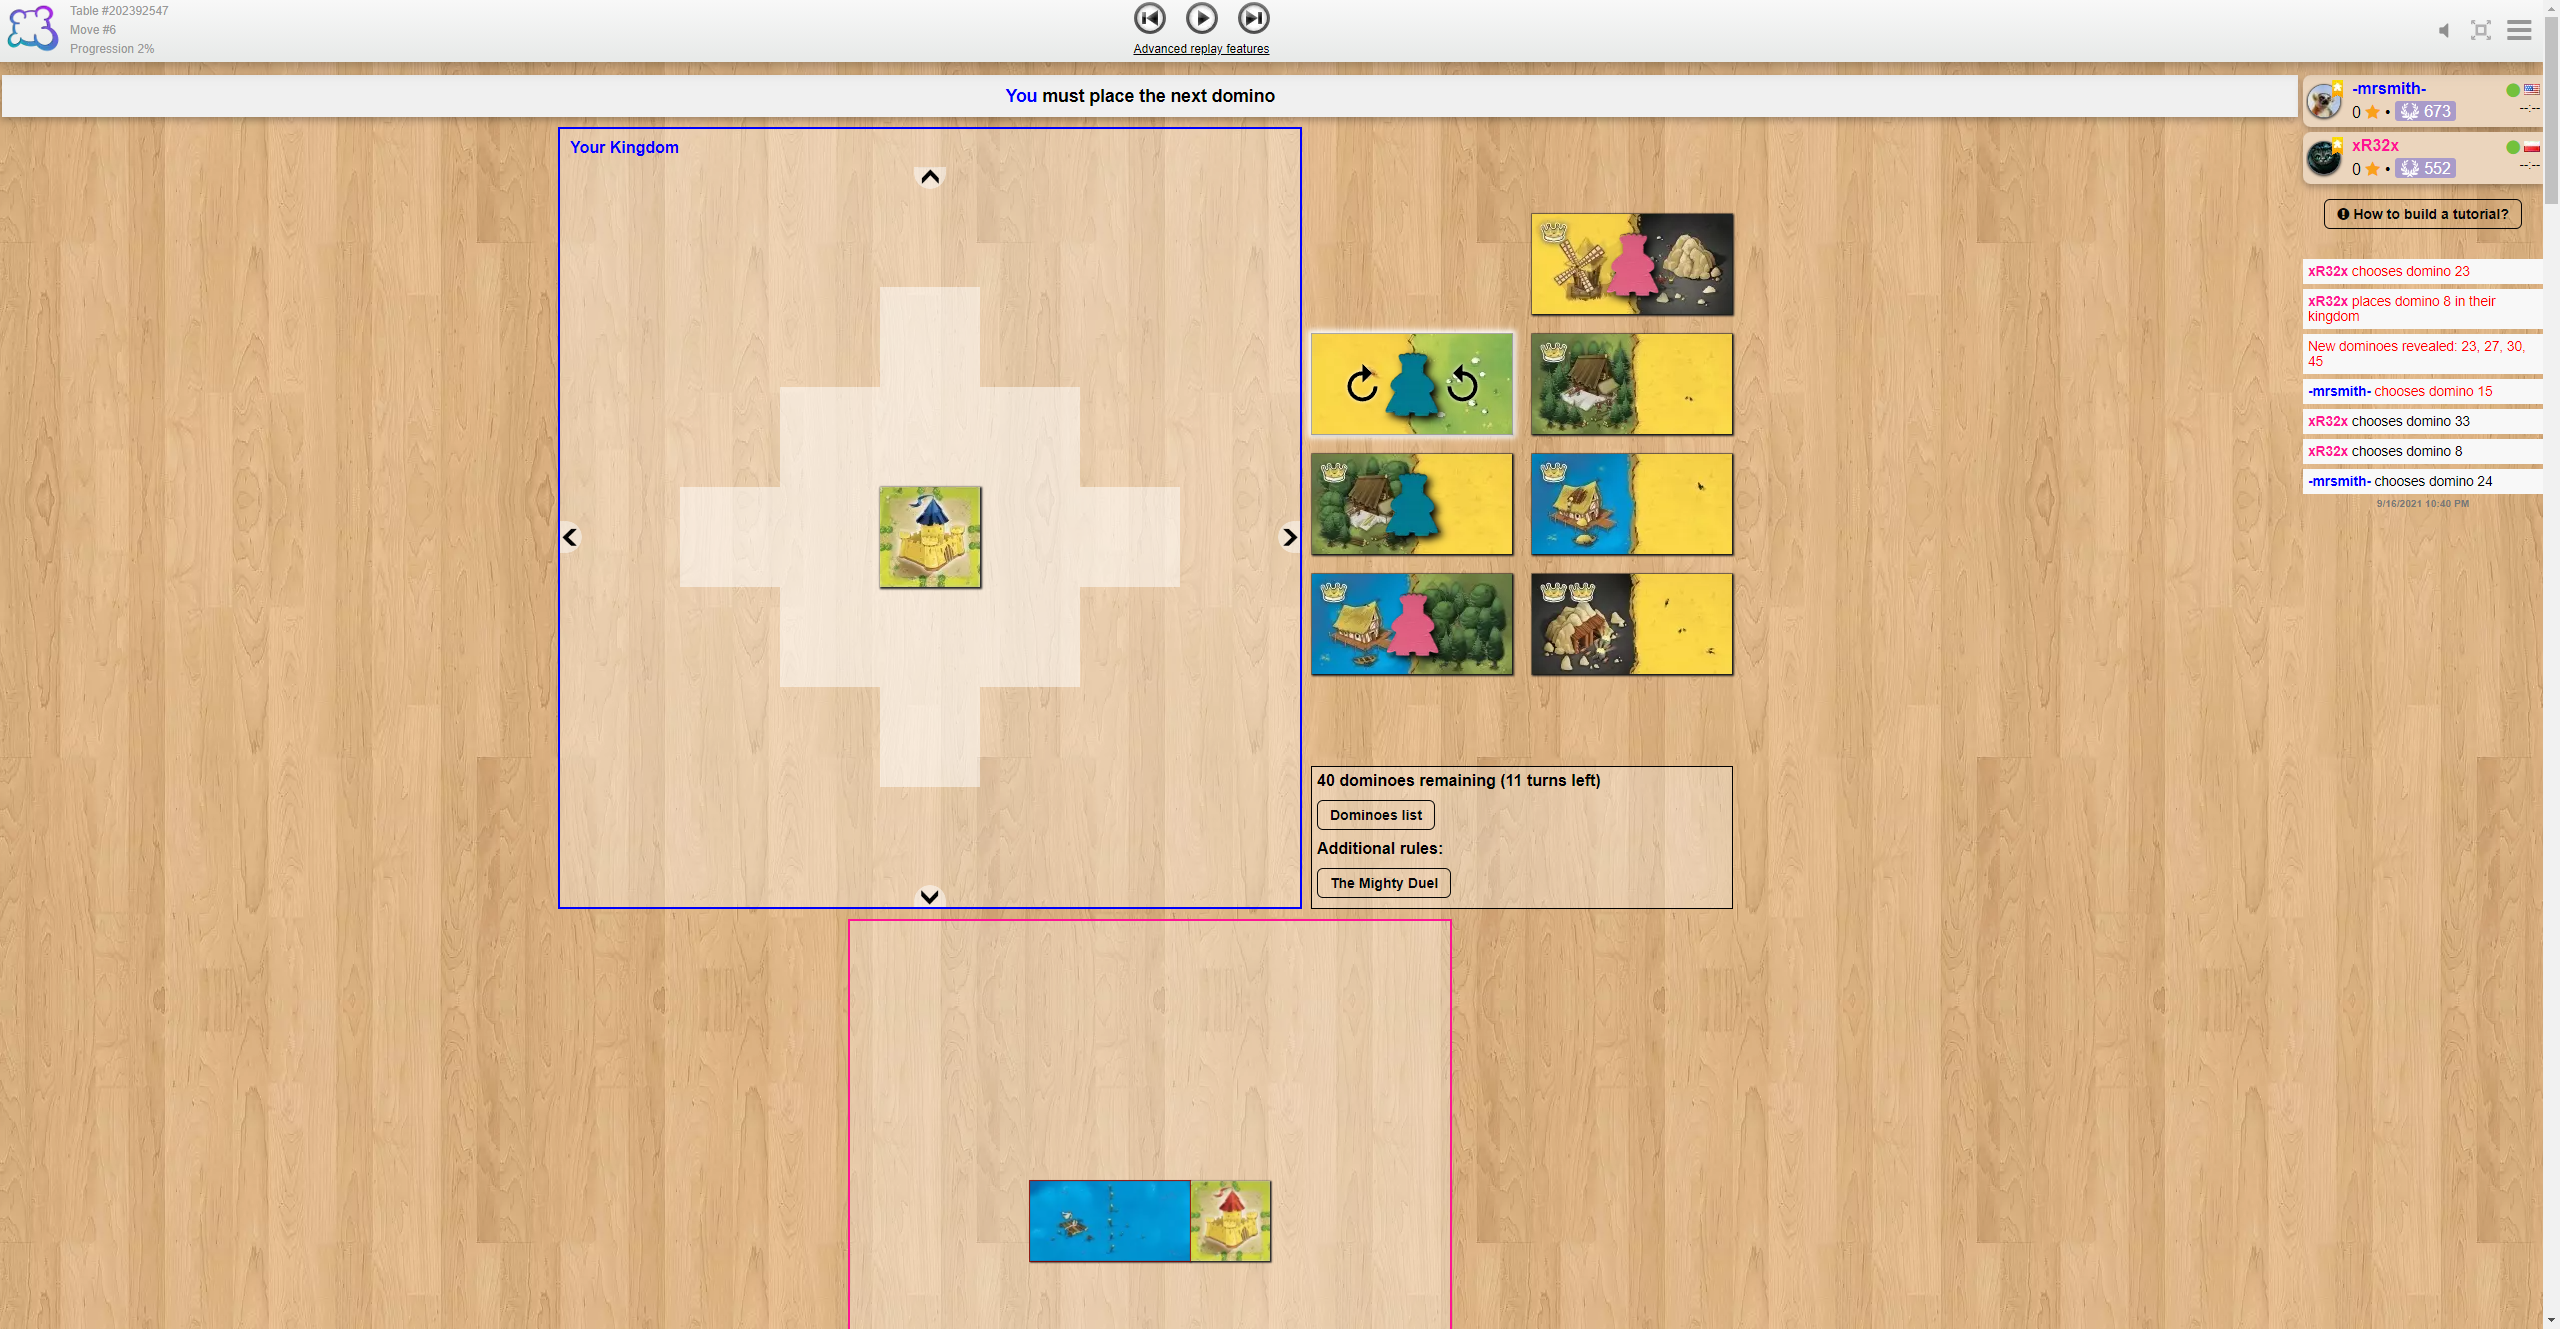 Table #202392547
Move #6
Progression 2%
Advanced replay features
You must place the next domino
-mrsmith-
0 • 673
--:--
xR32x
0 • 552
--:--
How to build a tutorial?
xR32x chooses domino 23
xR32x places domino 8 in their
kingdom
New dominoes revealed: 23, 27, 30,
45
-mrsmith- chooses domino 15
xR32x chooses domino 33
xR32x chooses domino 8
-mrsmith- chooses domino 24
9/16/2021 10:40 PM
Your Kingdom
40 dominoes remaining (11 turns left)
Dominoes list
Additional rules:
The Mighty Duel